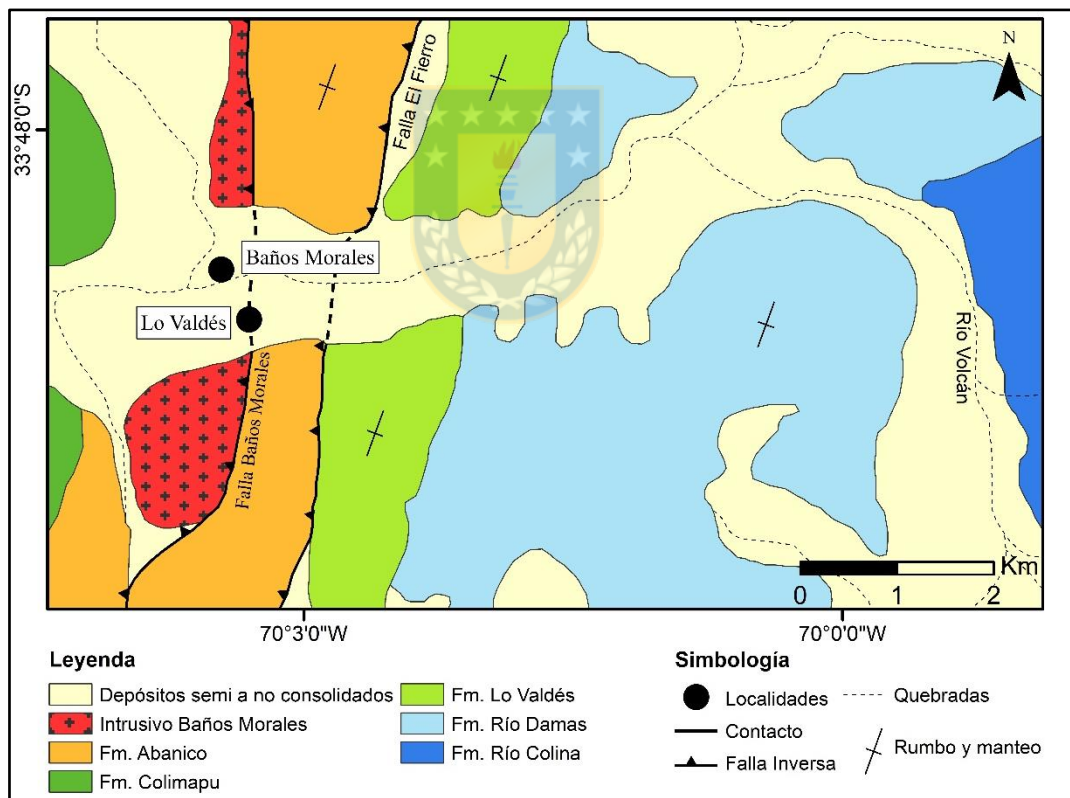 N
33°48'0"S
Falla El Fierro
Baños Morales
Lo Valdés
Falla Baños Morales
Río Volcán
Km
0 1 2
70°3'0"W 70°0'0"W
Leyenda
Depósitos semi a no consolidados
Intrusivo Baños Morales
Fm. Abanico
Fm. Colimapu
Fm. Lo Valdés
Fm. Río Damas
Fm. Río Colina
Simbología
Localidades
Contacto
Falla Inversa
Quebradas
Rumbo y manteo